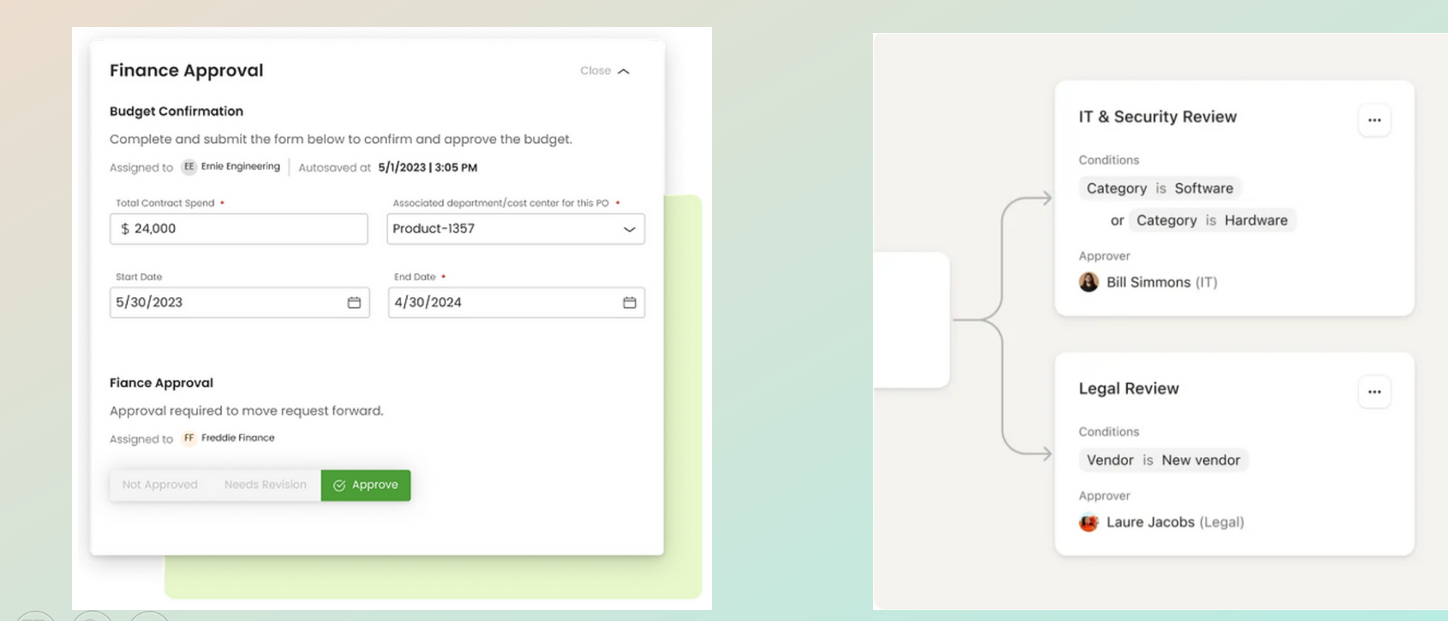 Finance Approval
Close
Budget Confirmation
Complete and submit the form below to confirm and approve the budget.
Assigned to EE Ernie Engineering Autosaved at 5/1/2023 | 3:05 PM
Total Contract Spend •
Associated department/cost center for this PO •
$ 24,000
Product-1357
Start Date
End Date •
5/30/2023
4/30/2024
Fiance Approval
Approval required to move request forward.
Assigned to FF Freddie Finance
Not Approved Needs Revision Approve
IT & Security Review
...
Conditions
Category is Software
or Category is Hardware
Approver
Bill Simmons (IT)
Legal Review
...
Conditions
Vendor is New vendor
Approver
Laure Jacobs (Legal)